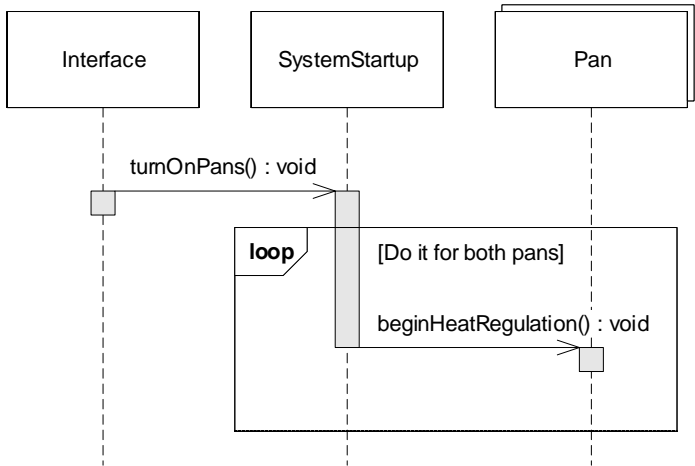 Interface
SystemStartup
Pan
turnOnPans() : void
loop
[Do it for both pans]
beginHeatRegulation() : void